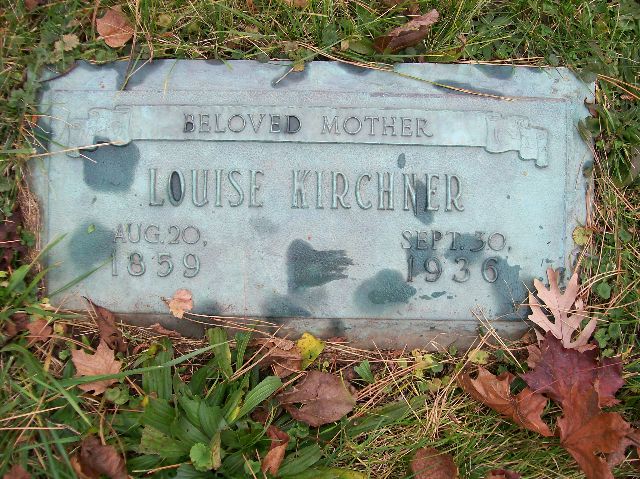 BELOVED MOTHER
LOUISE KIRCHNER
AUG. 20, SEPT. 30,
1859 1936